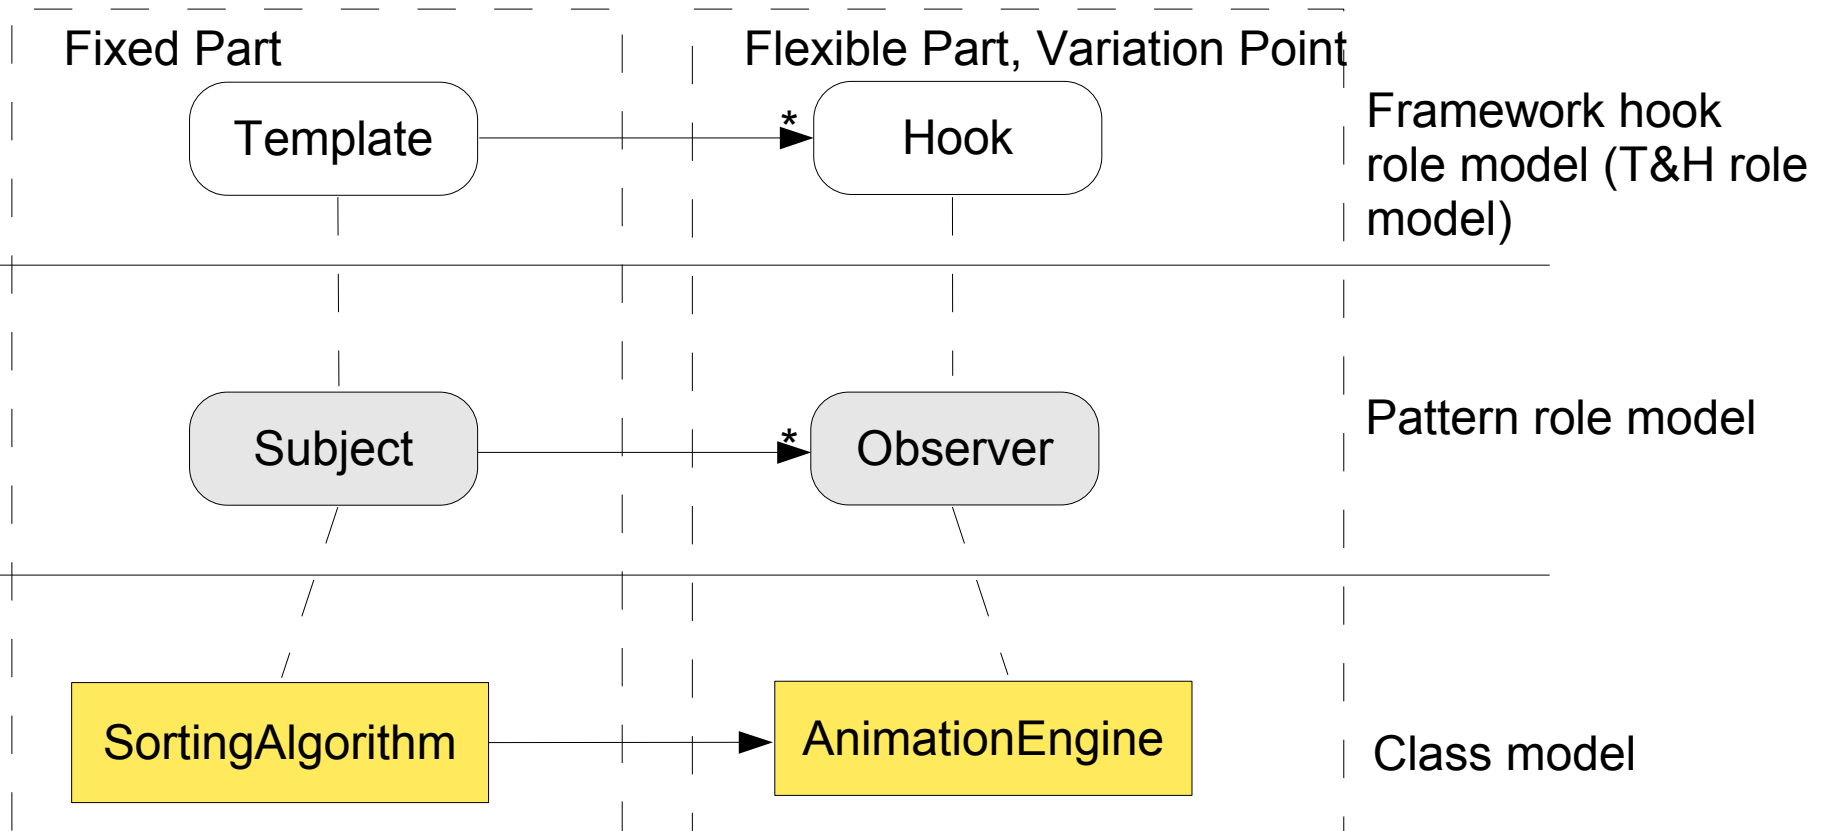 Fixed Part
Flexible Part, Variation Point
Template
*
Hook
Framework hook
role model (T&H role
model)
Subject
*
Observer
Pattern role model
SortingAlgorithm
AnimationEngine
Class model